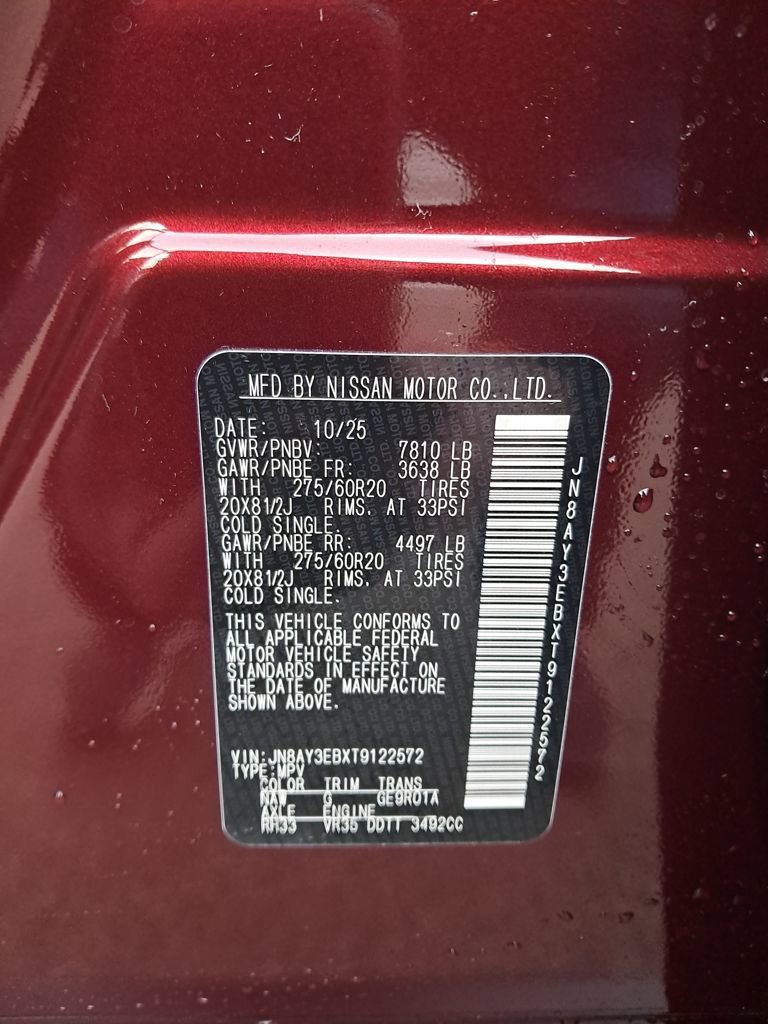 MFD BY NISSAN MOTOR CO.,LTD.
DATE: 10/25
GVWR/PNBV: 7810 LB
GAWR/PNBE FR: 3638 LB
WITH 275/60R20 TIRES
20X81/2J RIMS, AT 33PSI
COLD SINGLE.
GAWR/PNBE RR: 4497 LB
WITH 275/60R20 TIRES
20X81/2J RIMS, AT 33PSI
COLD SINGLE.
THIS VEHICLE CONFORMS TO
ALL APPLICABLE FEDERAL
MOTOR VEHICLE SAFETY
STANDARDS IN EFFECT ON
THE DATE OF MANUFACTURE
SHOWN ABOVE.
VIN:JN8AY3EBXT9122572
TYPE:MPV
COLOR TRIM TRANS
NAW G GE9R01A
AXLE ENGINE
RH33 VR35 DDTT 3492CC
JN8AY3EBXT9122572